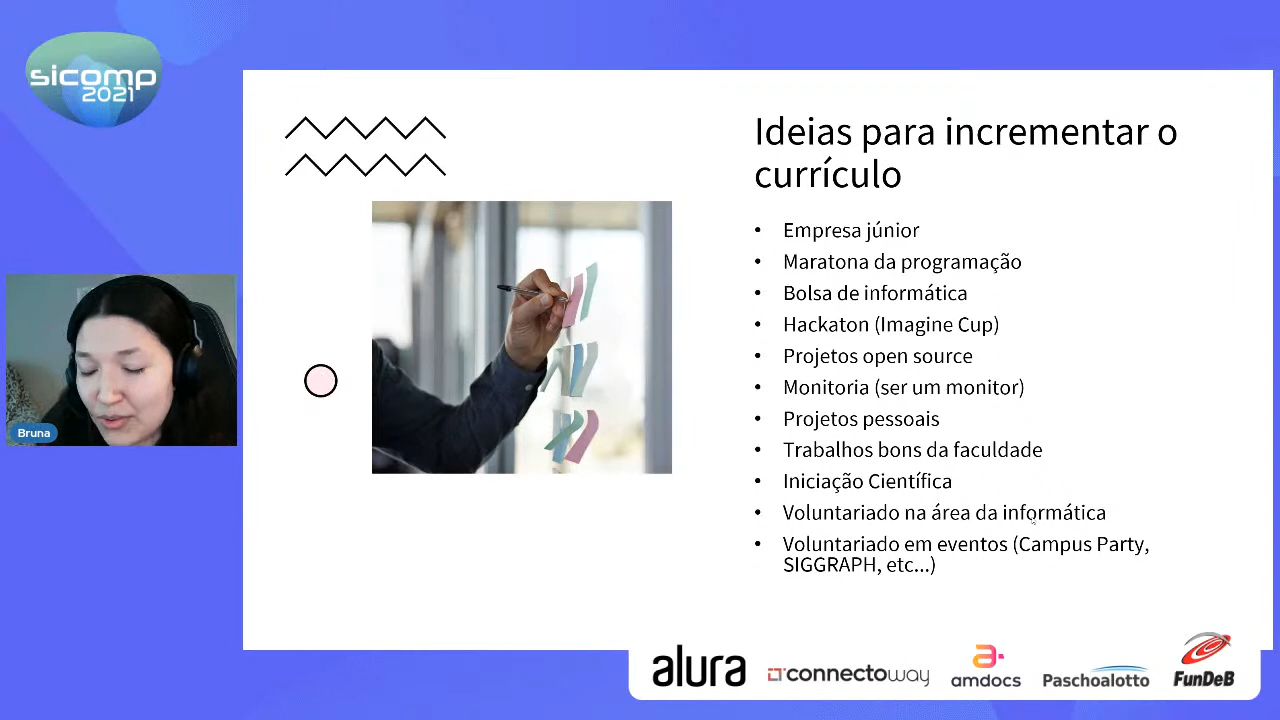 sicomp
2021
Ideias para incrementar o
currículo
• Empresa júnior
• Maratona da programação
• Bolsa de informática
• Hackaton (Imagine Cup)
• Projetos open source
• Monitoria (ser um monitor)
• Projetos pessoais
• Trabalhos bons da faculdade
• Iniciação Científica
• Voluntariado na área da informática
• Voluntariado em eventos (Campus Party,
SIGGRAPH, etc...)
Bruna
alura
connectoway
amdocs
Paschoalotto
FunDeB